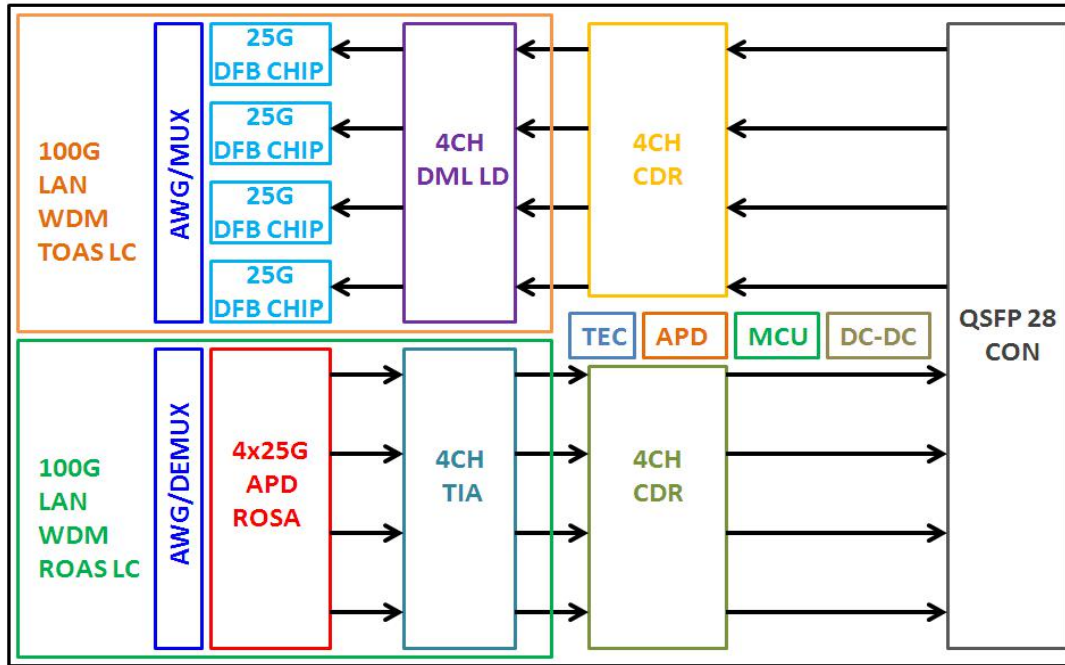 100G
LAN
WDM
TOAS LC
AWG/MUX
25G
DFB CHIP
25G
DFB CHIP
25G
DFB CHIP
25G
DFB CHIP
4CH
DML LD
4CH
CDR
QSFP 28
CON
TEC
APD
MCU
DC-DC
100G
LAN
WDM
ROAS LC
AWG/DEMUX
4x25G
APD
ROSA
4CH
TIA
4CH
CDR